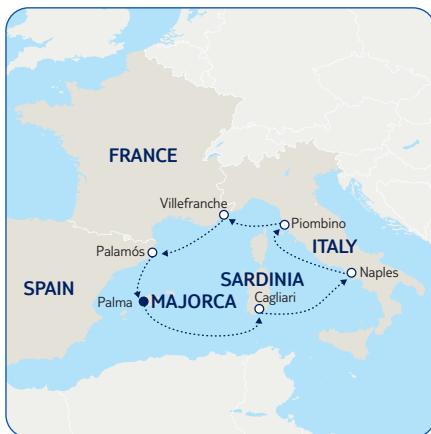 FRANCE
Villefranche
Piombino
Palamós
ITALY
SARDINIA
Naples
SPAIN
Palma
MAJORCA
Cagliari